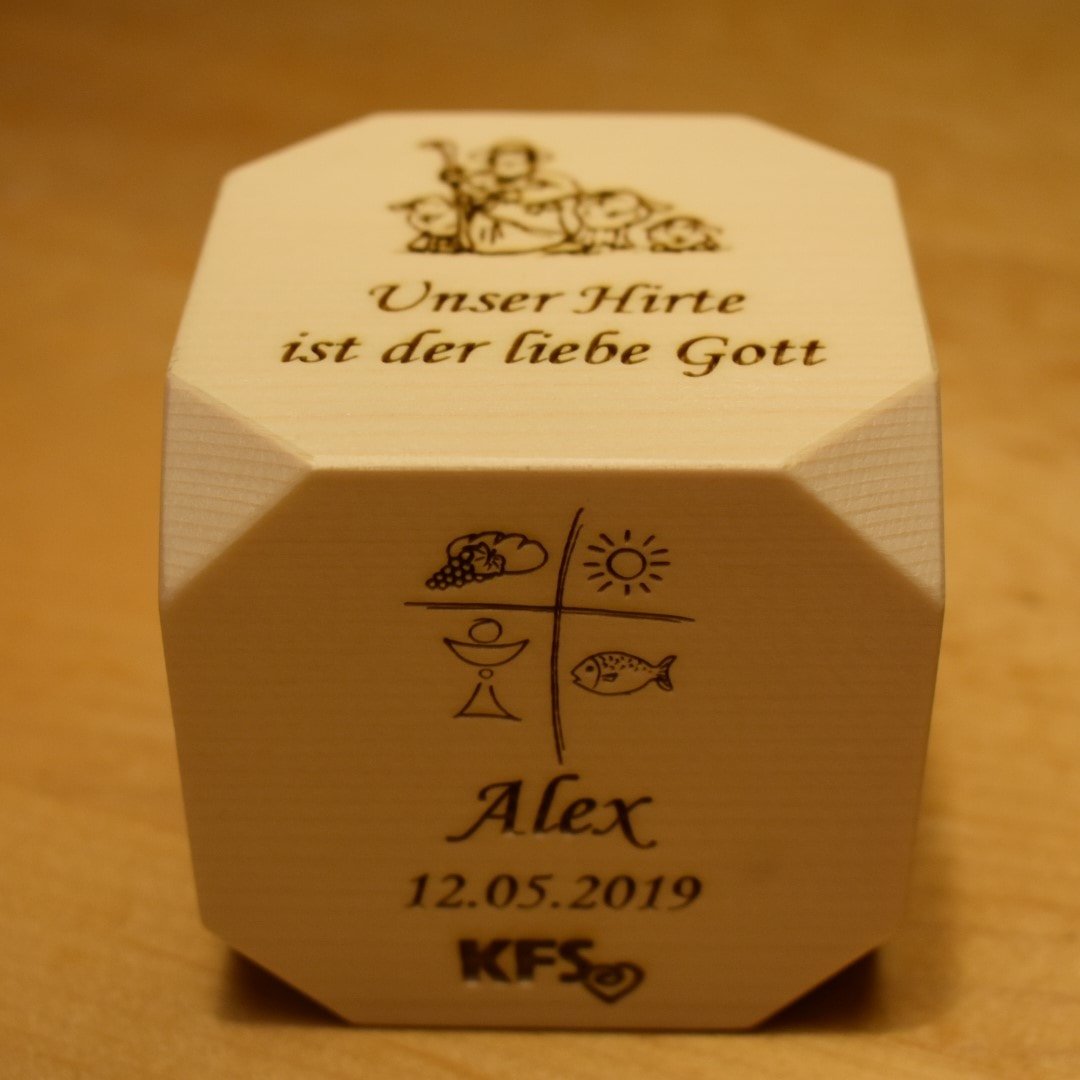 Unser Hirte
ist der liebe Gott
Alex
12.05.2019
KFS